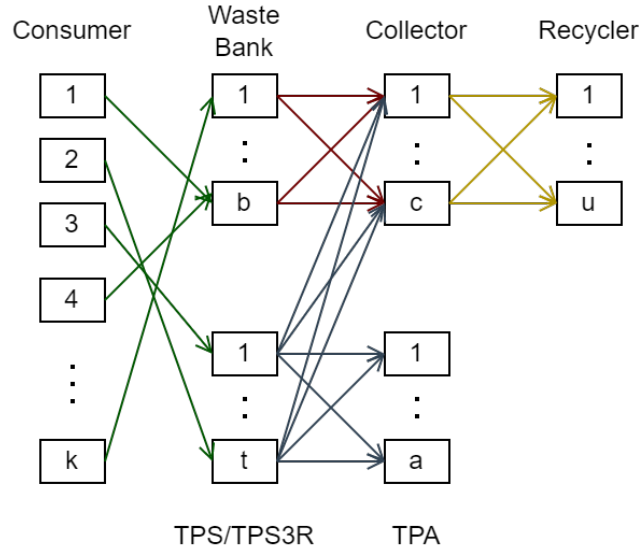 Consumer
Waste
Bank
Collector
Recycler
1
1
1
1
2
:
:
:
b
c
u
3
4
1
1
:
:
:
k
t
a
TPS/TPS3R
TPA